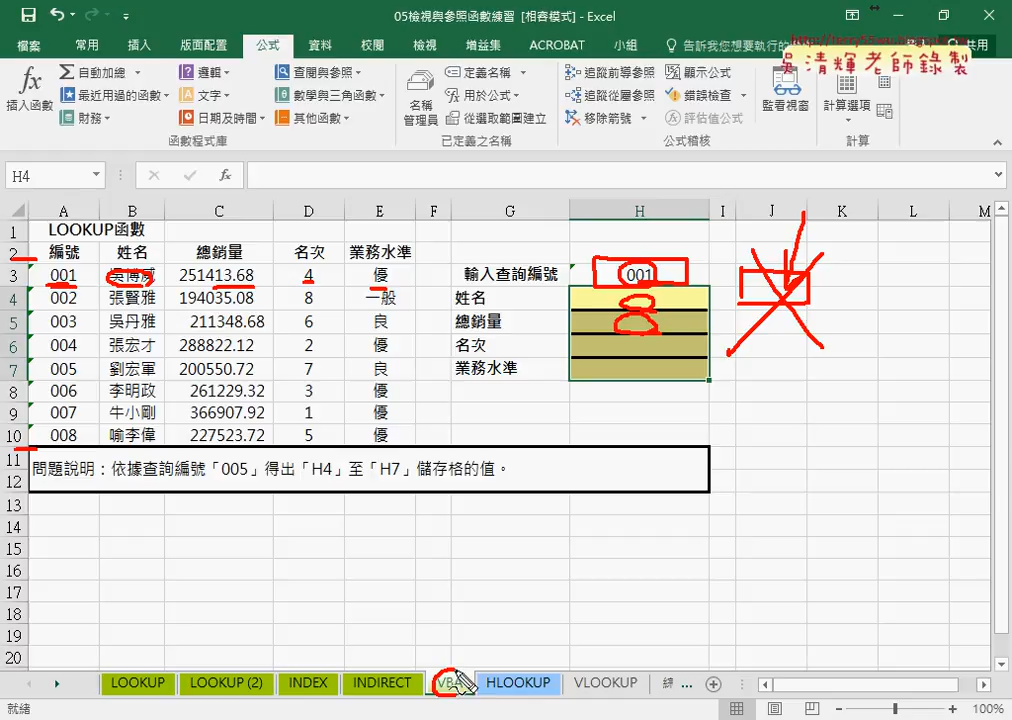 05檢視與參照函數練習 [相容模式] - Excel
檔案 常用 插入 版面配置 公式 資料 校閱 檢視 增益集 ACROBAT 小組 告訴我您想要執行的 共用
吳清輝老師錄製
fx 插入函數
Σ 自動加總 邏輯 查閱與參照
最近用過的函數 文字 數學與三角函數
財務 日期及時間 其他函數
函數程式庫
名稱管理員 定義名稱 用於公式 從選取範圍建立
已定義之名稱
追蹤前導參照 顯示公式
追蹤從屬參照 錯誤檢查
移除箭號 評估值公式
監看視窗
公式稽核
計算選項
計算
H4 fx
A B C D E F G H I J K L M
1 LOOKUP函數
2 編號 姓名 總銷量 名次 業務水準
3 001 吳博威 251413.68 4 優 輸入查詢編號 001
4 002 張賢雅 194035.08 8 一般 姓名
5 003 吳丹雅 211348.68 6 良 總銷量
6 004 張宏才 288822.12 2 優 名次
7 005 劉宏軍 200550.72 7 良 業務水準
8 006 李明政 261229.32 3 優
9 007 牛小剛 366907.92 1 優
10 008 喻李偉 227523.72 5 優
11
問題說明：依據查詢編號「005」得出「H4」至「H7」儲存格的值。
12
13
14
15
16
17
18
19
20
LOOKUP LOOKUP (2) INDEX INDIRECT VBA HLOOKUP VLOOKUP ...
就緒 100%